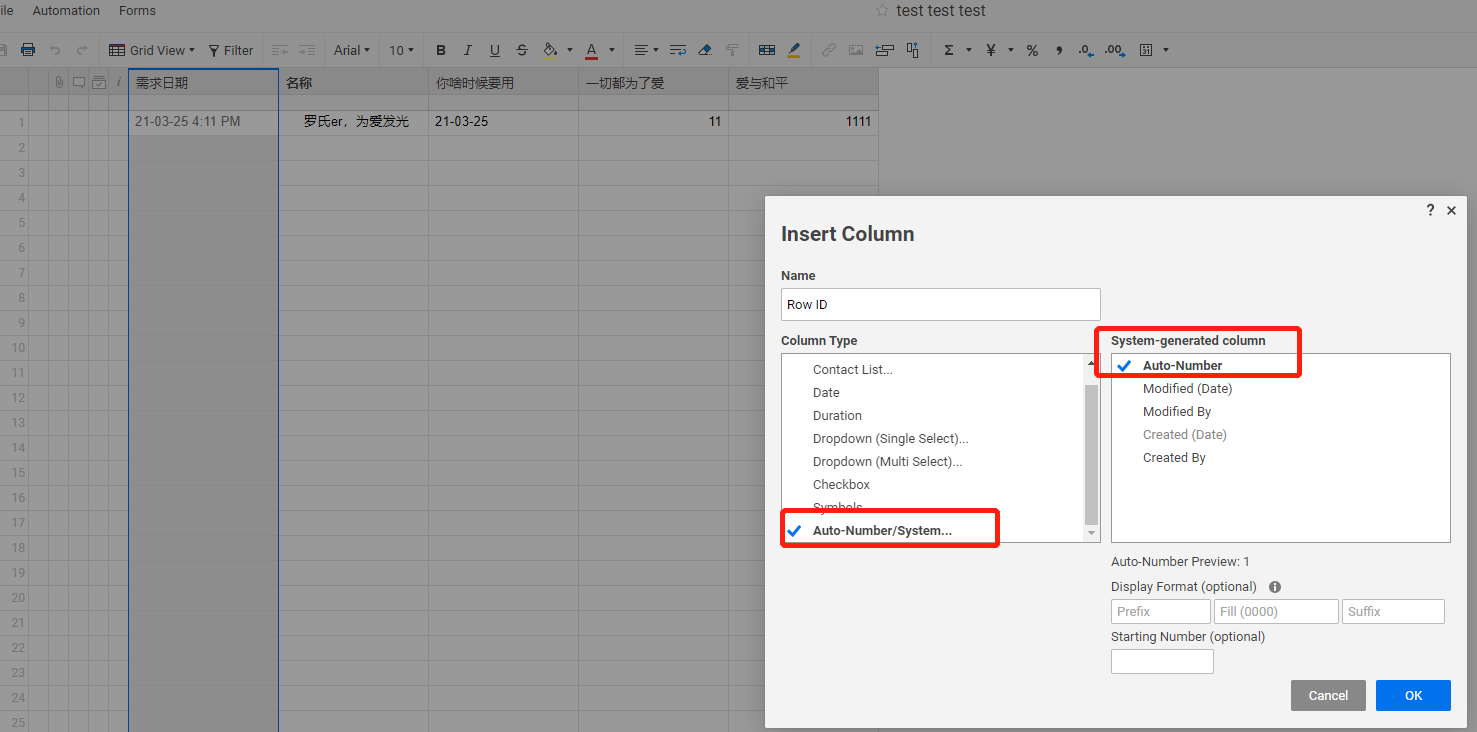 ile Automation Forms
test test test
Grid View Filter Arial 10 B I U S A Σ ¥ % , .0 .00 31
i 需求日期 名称 你啥时候要用 一切都为了爱 爱与和平
1 21-03-25 4:11 PM 罗氏er，为爱发光 21-03-25 11 1111
2
3
4
5
6
7
8
9
10
11
12
13
14
15
16
17
18
19
20
21
22
23
24
25
? ×
Insert Column
Name
Row ID
Column Type
Contact List...
Date
Duration
Dropdown (Single Select)...
Dropdown (Multi Select)...
Checkbox
Symbols
Auto-Number/System...
System-generated column
Auto-Number
Modified (Date)
Modified By
Created (Date)
Created By
Auto-Number Preview: 1
Display Format (optional) i
Prefix Fill (0000) Suffix
Starting Number (optional)
Cancel OK